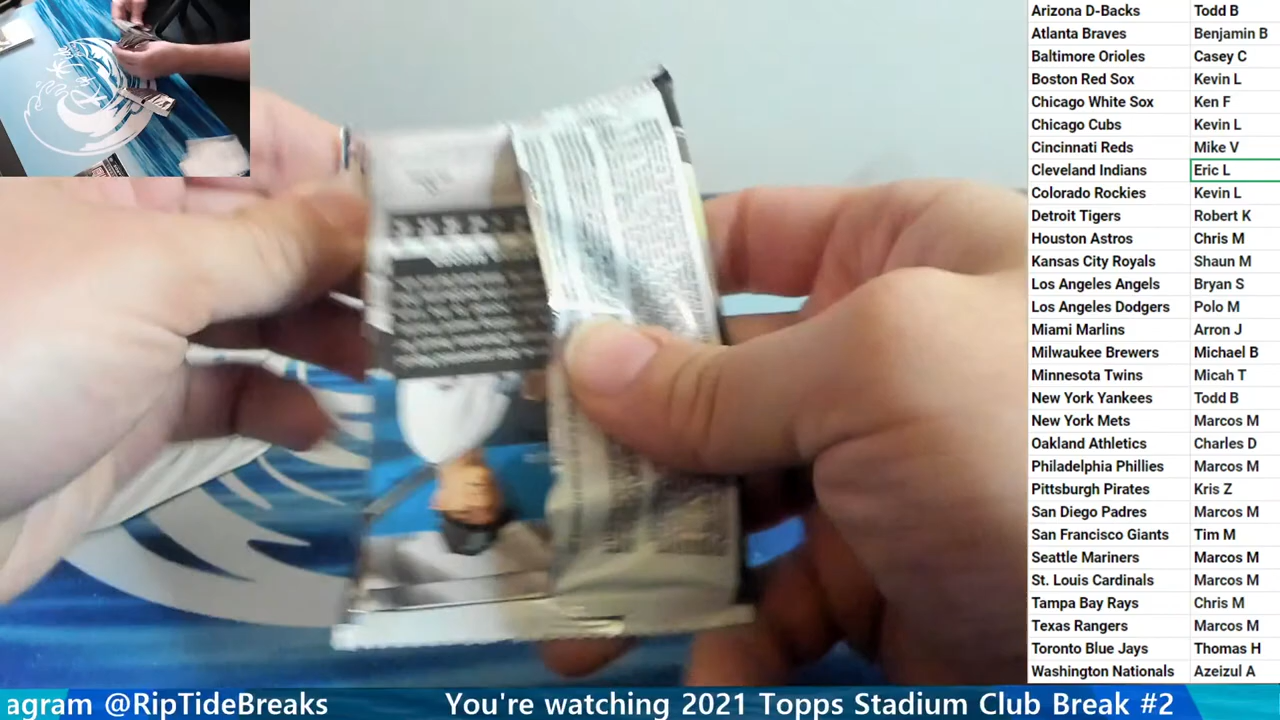 Arizona D-Backs Todd B
Atlanta Braves Benjamin B
Baltimore Orioles Casey C
Boston Red Sox Kevin L
Chicago White Sox Ken F
Chicago Cubs Kevin L
Cincinnati Reds Mike V
Cleveland Indians Eric L
Colorado Rockies Kevin L
Detroit Tigers Robert K
Houston Astros Chris M
Kansas City Royals Shaun M
Los Angeles Angels Bryan S
Los Angeles Dodgers Polo M
Miami Marlins Arron J
Milwaukee Brewers Michael B
Minnesota Twins Micah T
New York Yankees Todd B
New York Mets Marcos M
Oakland Athletics Charles D
Philadelphia Phillies Marcos M
Pittsburgh Pirates Kris Z
San Diego Padres Marcos M
San Francisco Giants Tim M
Seattle Mariners Marcos M
St. Louis Cardinals Marcos M
Tampa Bay Rays Chris M
Texas Rangers Marcos M
Toronto Blue Jays Thomas H
Washington Nationals Azeizul A
agram @RipTideBreaks You're watching 2021 Topps Stadium Club Break #2